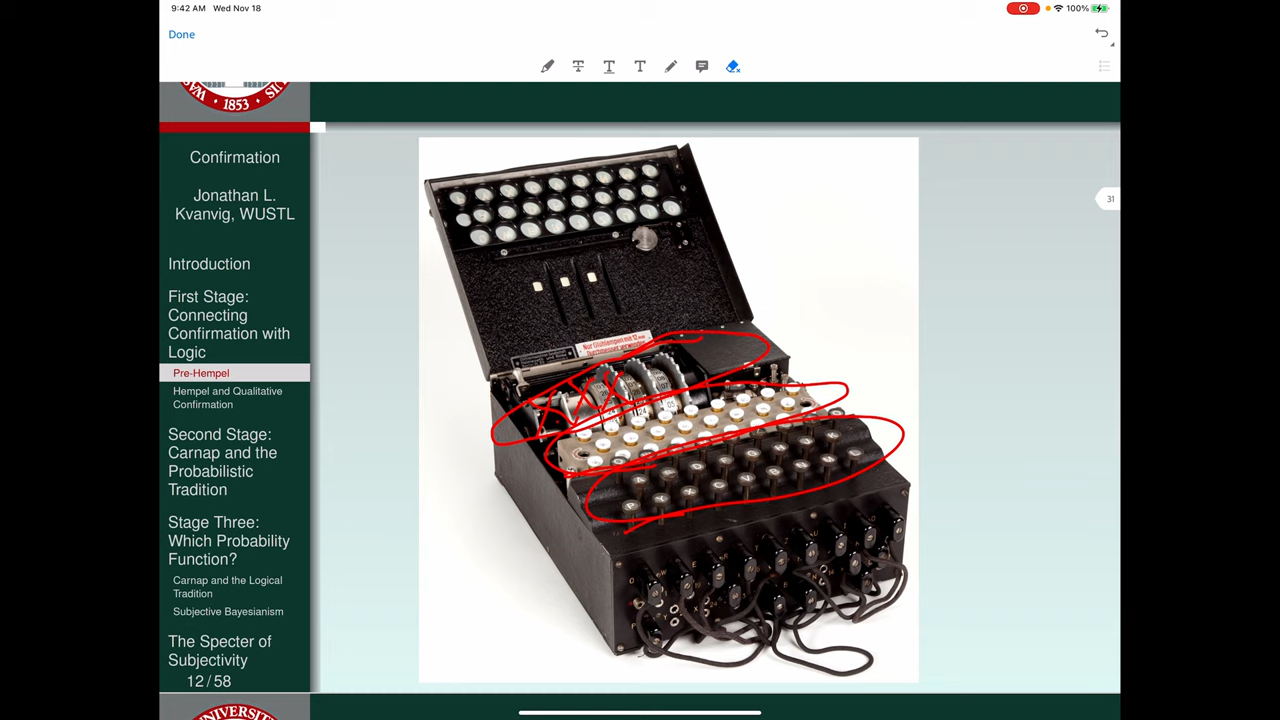 9:42 AM Wed Nov 18
100%
Done
1853
31
Confirmation
Jonathan L.
Kvanvig, WUSTL
Introduction
First Stage:
Connecting
Confirmation with
Logic
Pre-Hempel
Hempel and Qualitative
Confirmation
Second Stage:
Carnap and the
Probabilistic
Tradition
Stage Three:
Which Probability
Function?
Carnap and the Logical
Tradition
Subjective Bayesianism
The Specter of
Subjectivity
12 / 58
UNIVERSI